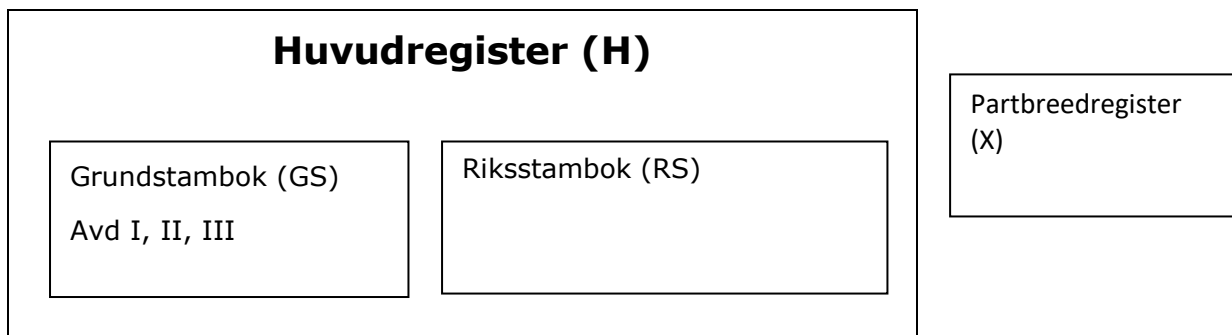 Huvudregister (H)
Grundstambok (GS)
Avd I, II, III
Riksstambok (RS)
Partbreedregister
(X)